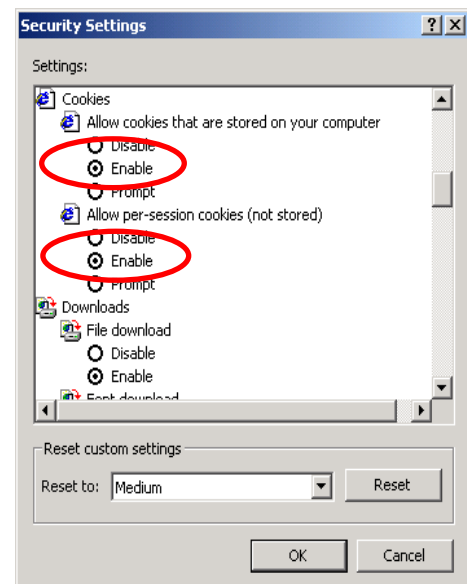 Security Settings
Settings:
Cookies
Allow cookies that are stored on your computer
Disable
Enable
Prompt
Allow per-session cookies (not stored)
Disable
Enable
Prompt
Downloads
File download
Disable
Enable
Font download
Reset custom settings
Reset to: Medium Reset
OK Cancel